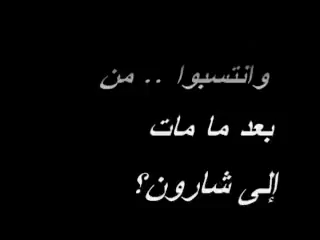 وانتسبوا .. من
بعد ما مات
إلى شارون؟